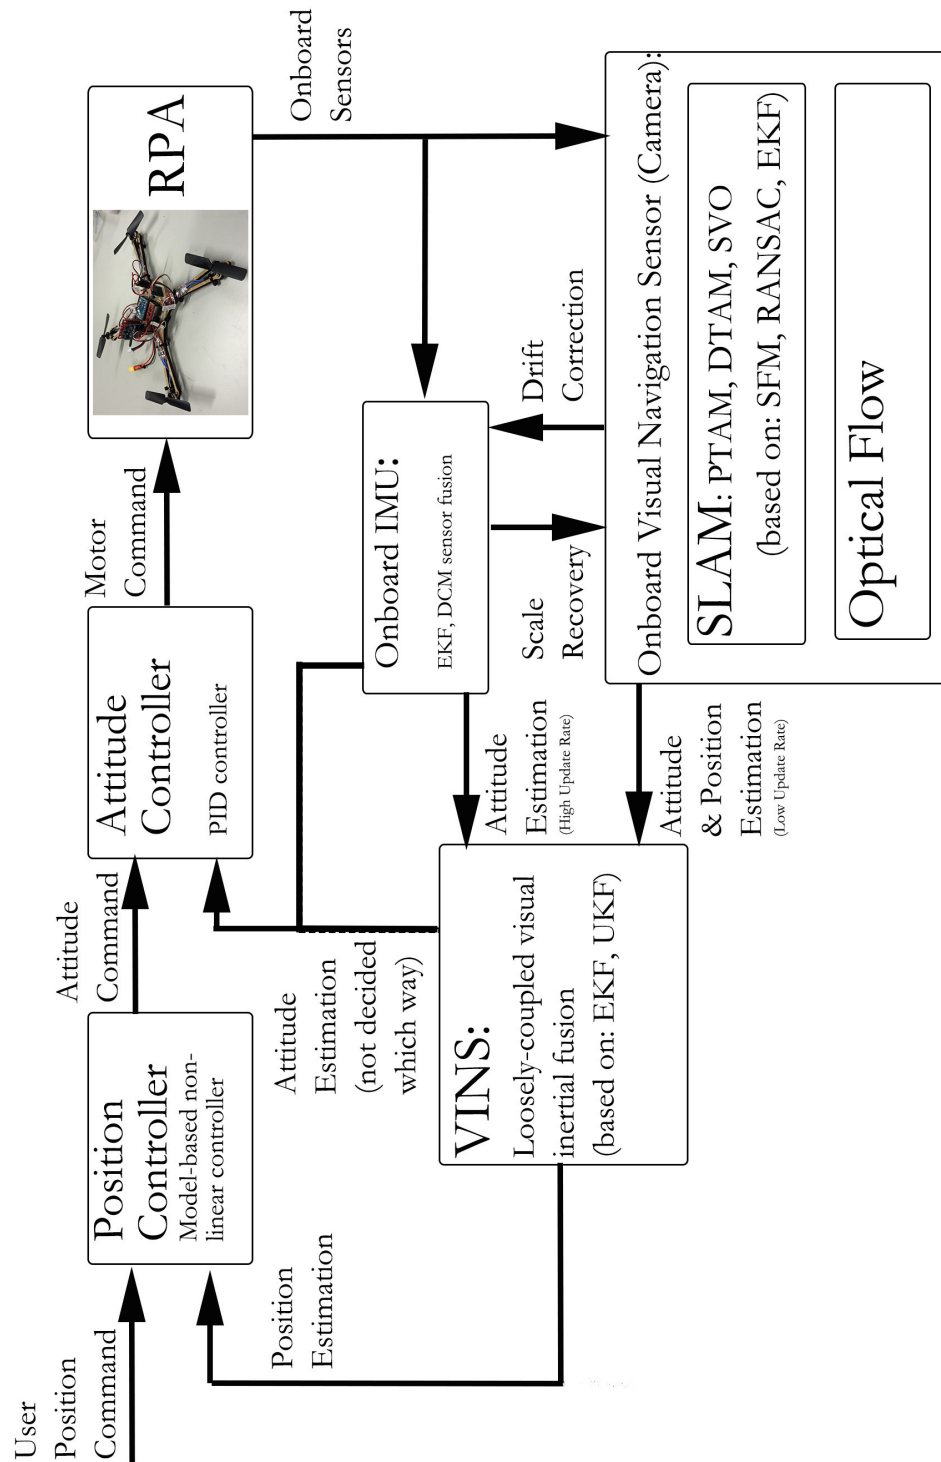 User
Position
Command
Position
Controller
Model-based non-
linear controller
Attitude
Command
Attitude
Controller
PID controller
Motor
Command
RPA
Onboard
Sensors
Position
Estimation
Attitude
Estimation
(not decided
which way)
Onboard IMU:
EKF, DCM sensor fusion
Scale
Recovery
Drift
Correction
VINS:
Loosely-coupled visual
inertial fusion
(based on: EKF, UKF)
Attitude
Estimation
(High Update Rate)
Attitude
& Position
Estimation
(Low Update Rate)
Onboard Visual Navigation Sensor (Camera):
SLAM: PTAM, DTAM, SVO
(based on: SFM, RANSAC, EKF)
Optical Flow